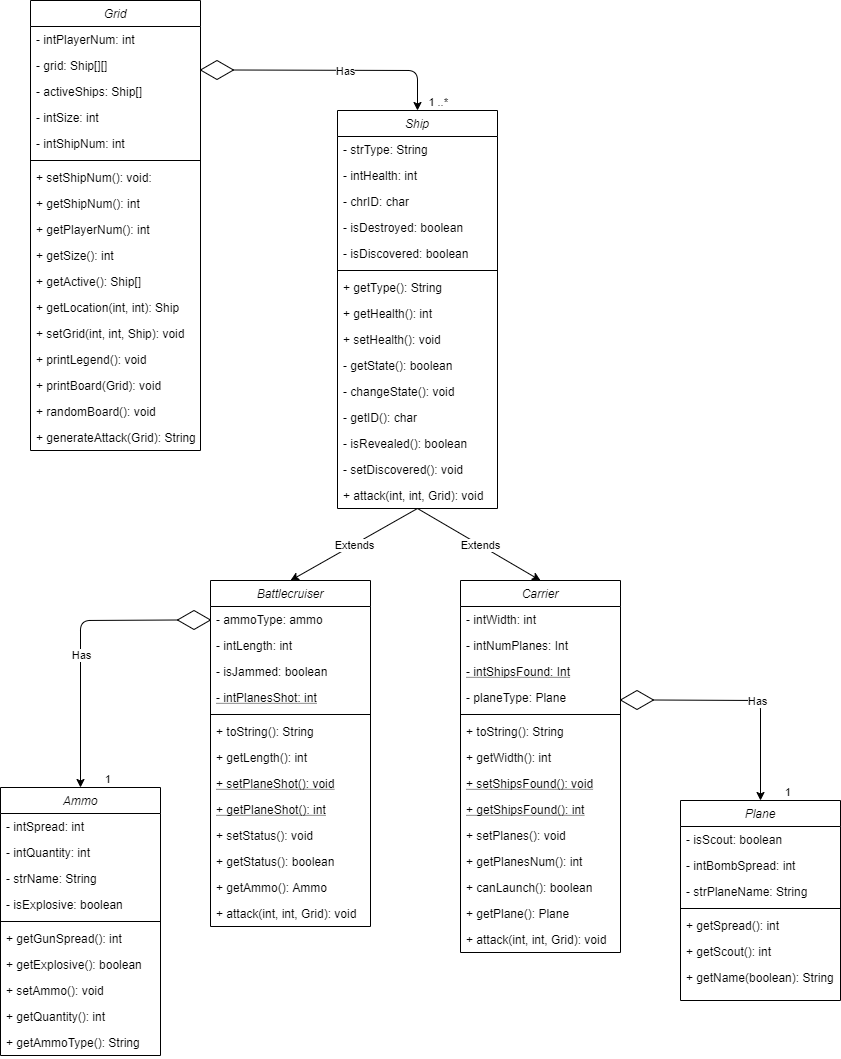 Grid
- intPlayerNum: int
- grid: Ship[][]
- activeShips: Ship[]
- intSize: int
- intShipNum: int
+ setShipNum(): void:
+ getShipNum(): int
+ getPlayerNum(): int
+ getSize(): int
+ getActive(): Ship[]
+ getLocation(int, int): Ship
+ setGrid(int, int, Ship): void
+ printLegend(): void
+ printBoard(Grid): void
+ randomBoard(): void
+ generateAttack(Grid): String
Has
1 ..*
Ship
- strType: String
- intHealth: int
- chrID: char
- isDestroyed: boolean
- isDiscovered: boolean
+ getType(): String
+ getHealth(): int
+ setHealth(): void
- getState(): boolean
- changeState(): void
- getID(): char
- isRevealed(): boolean
- setDiscovered(): void
+ attack(int, int, Grid): void
Extends
Extends
Battlecruiser
- ammoType: ammo
- intLength: int
- isJammed: boolean
- intPlanesShot: int
+ toString(): String
+ getLength(): int
+ setPlaneShot(): void
+ getPlaneShot(): int
+ setStatus(): void
+ getStatus(): boolean
+ getAmmo(): Ammo
+ attack(int, int, Grid): void
Carrier
- intWidth: int
- intNumPlanes: Int
- intShipsFound: Int
- planeType: Plane
+ toString(): String
+ getWidth(): int
+ setShipsFound(): void
+ getShipsFound(): int
+ setPlanes(): void
+ getPlanesNum(): int
+ canLaunch(): boolean
+ getPlane(): Plane
+ attack(int, int, Grid): void
Has
1
Ammo
- intSpread: int
- intQuantity: int
- strName: String
- isExplosive: boolean
+ getGunSpread(): int
+ getExplosive(): boolean
+ setAmmo(): void
+ getQuantity(): int
+ getAmmoType(): String
Has
1
Plane
- isScout: boolean
- intBombSpread: int
- strPlaneName: String
+ getSpread(): int
+ getScout(): int
+ getName(boolean): String